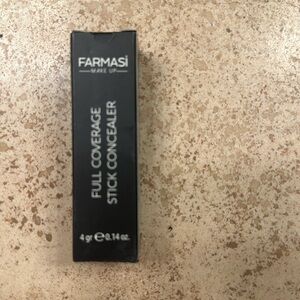 FARMASİ
MAKE UP
FULL COVERAGE
STICK CONCEALER
4 gr ℮ 0.14 oz.